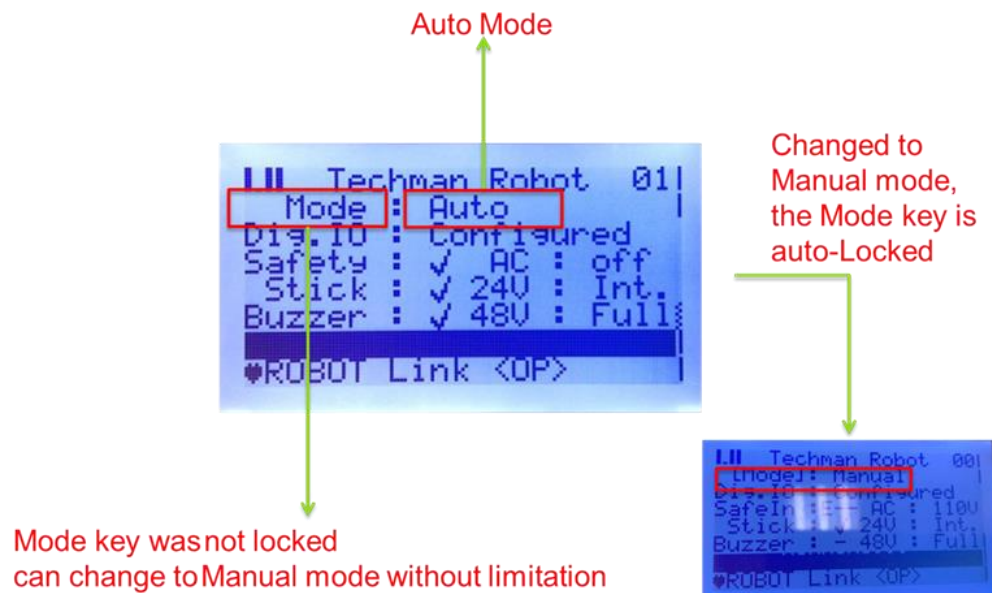 Auto Mode
Techman Robot 01
Mode : Auto
Dig.IO : Configured
Safety : ✓ AC : off
Stick : ✓ 24V : Int.
Buzzer : ✓ 48V : Full
♥ROBOT Link <OP>
Changed to
Manual mode,
the Mode key is
auto-Locked
Techman Robot 00
[Mode]: Manual
Dig.IO : Configured
SafeIn : E-- AC : 110V
Stick : 24V : Int.
Buzzer : - 48V : Full
♥ROBOT Link <OP>
Mode key was not locked
can change to Manual mode without limitation